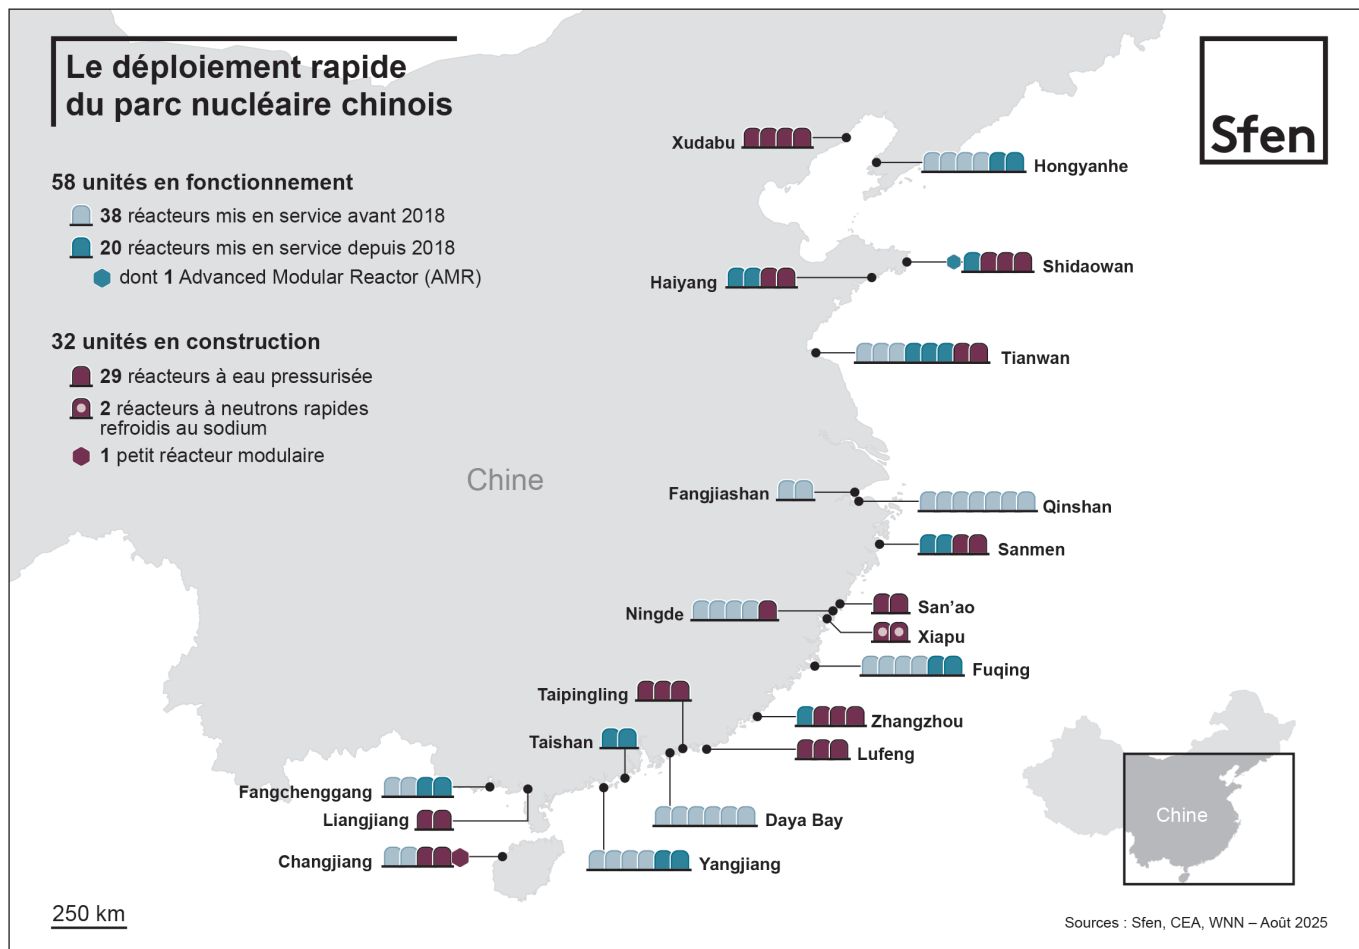 Le déploiement rapide
du parc nucléaire chinois
Sfen
58 unités en fonctionnement
38 réacteurs mis en service avant 2018
20 réacteurs mis en service depuis 2018
dont 1 Advanced Modular Reactor (AMR)
32 unités en construction
29 réacteurs à eau pressurisée
2 réacteurs à neutrons rapides
refroidis au sodium
1 petit réacteur modulaire
Chine
Xudabu
Hongyanhe
Shidaowan
Haiyang
Tianwan
Fangjiashan
Qinshan
Sanmen
San’ao
Ningde
Xiapu
Fuqing
Taipingling
Zhangzhou
Taishan
Lufeng
Fangchenggang
Liangjiang
Daya Bay
Changjiang
Yangjiang
Chine
250 km
Sources : Sfen, CEA, WNN – Août 2025